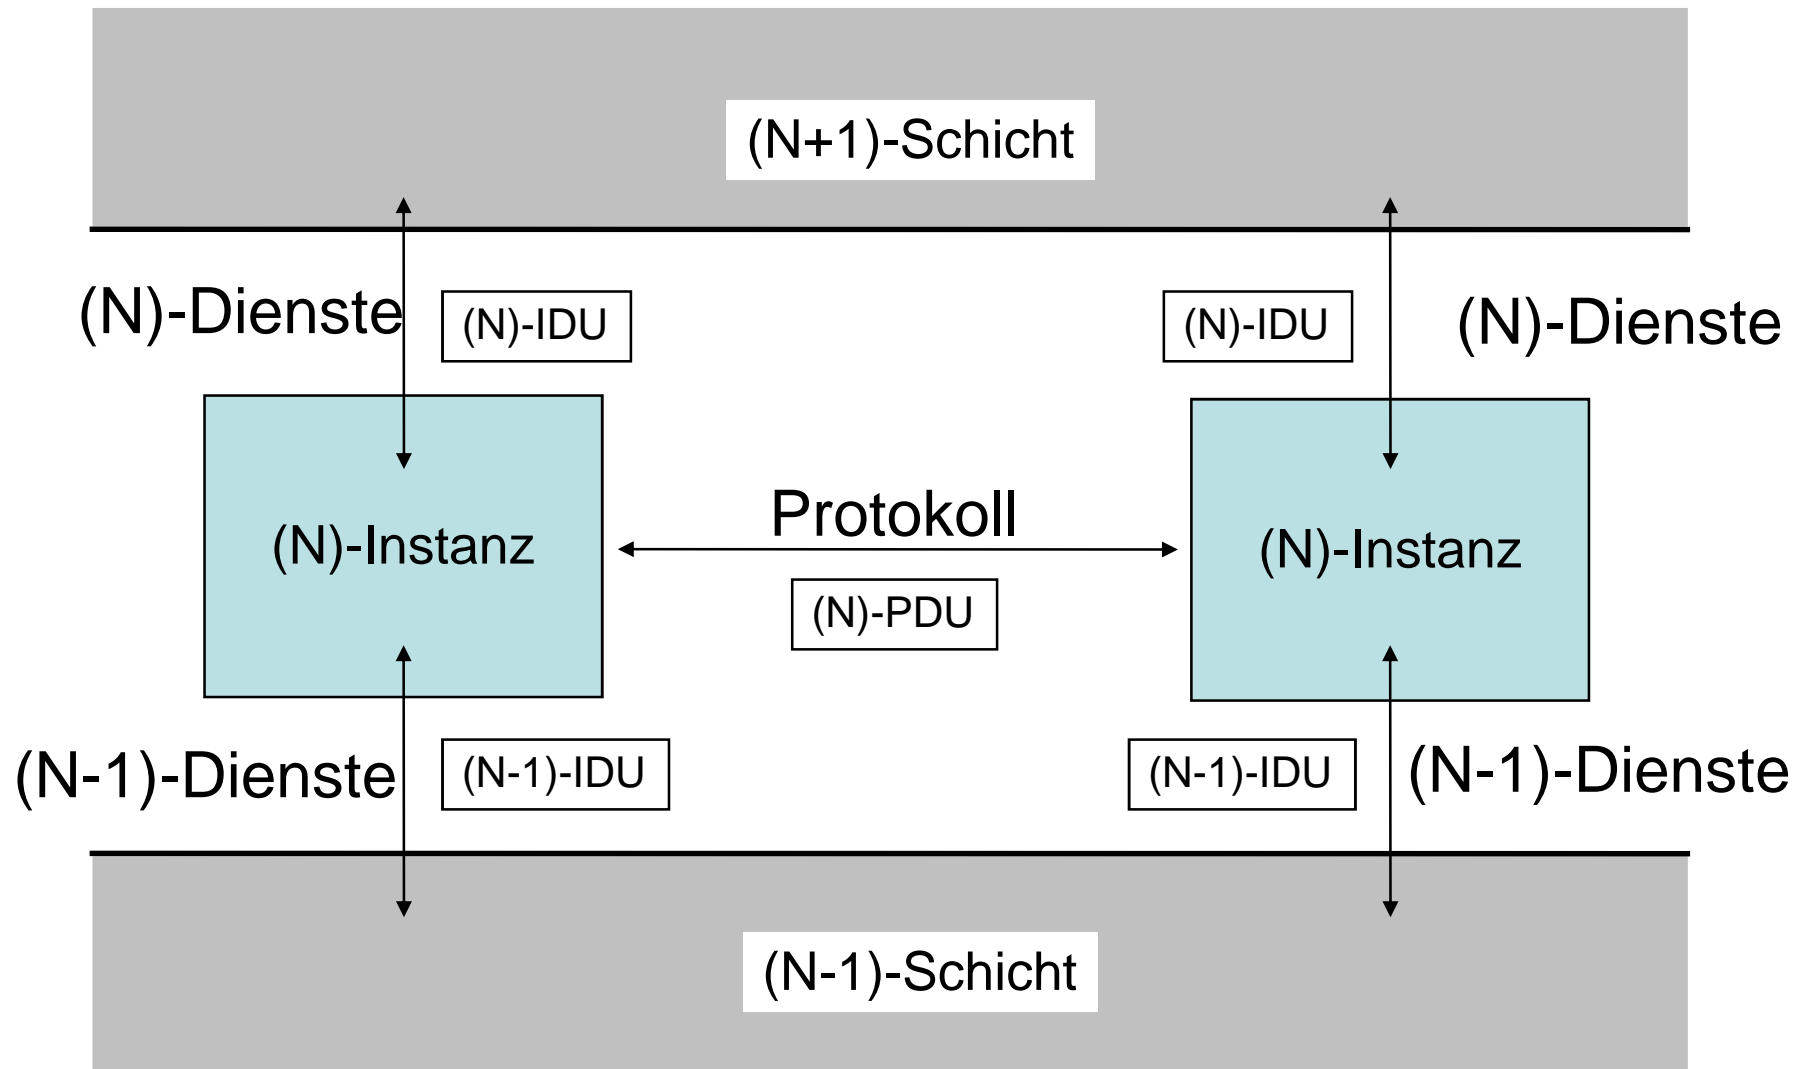 (N+1)-Schicht
(N)-Dienste
(N)-IDU
(N)-IDU
(N)-Dienste
(N)-Instanz
Protokoll
(N)-PDU
(N)-Instanz
(N-1)-Dienste
(N-1)-IDU
(N-1)-IDU
(N-1)-Dienste
(N-1)-Schicht